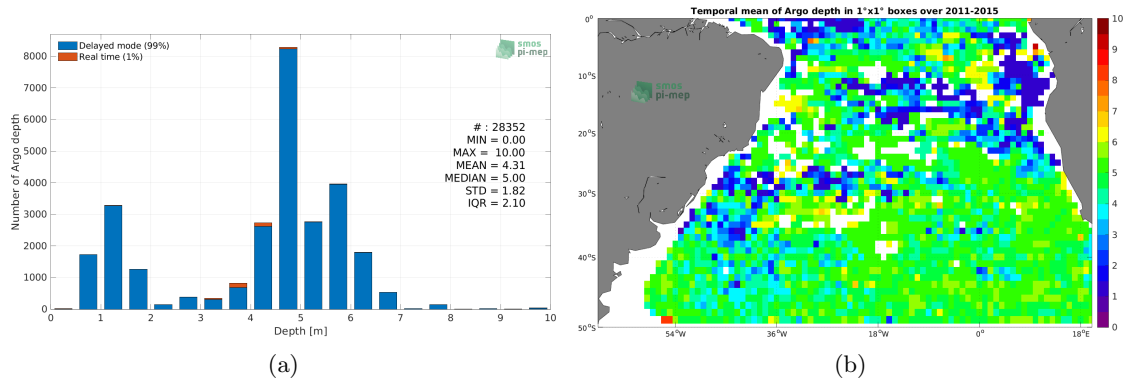 Delayed mode (99%)
Real time (1%)
smos
pi-mep
# : 28352
MIN = 0.00
MAX = 10.00
MEAN = 4.31
MEDIAN = 5.00
STD = 1.82
IQR = 2.10
Number of Argo depth
8000
7000
6000
5000
4000
3000
2000
1000
0
0 1 2 3 4 5 6 7 8 9 10
Depth [m]
(a)
Temporal mean of Argo depth in 1°x1° boxes over 2011-2015
smos
pi-mep
0°
10°S
20°S
30°S
40°S
50°S
54°W 36°W 18°W 0° 18°E
10
9
8
7
6
5
4
3
2
1
0
(b)